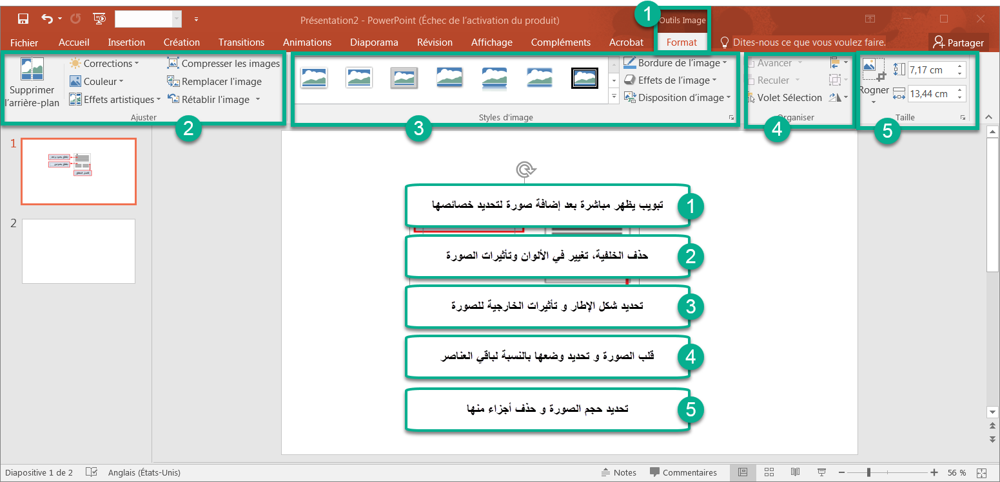 Présentation2 - PowerPoint (Échec de l'activation du produit)
1
Outils Image
Fichier
Accueil
Insertion
Création
Transitions
Animations
Diaporama
Révision
Affichage
Compléments
Acrobat
Format
Dites-nous ce que vous voulez faire.
Partager
Supprimer
l'arrière-plan
Corrections
Couleur
Effets artistiques
Compresser les images
Remplacer l'image
Rétablir l'image
Ajuster
2
Bordure de l'image
Effets de l'image
Disposition d'image
Styles d'image
3
Avancer
Reculer
Volet Sélection
Organiser
4
Rogner
7,17 cm
13,44 cm
Taille
5
1
2
تبويب يظهر مباشرة بعد إضافة صورة لتحديد خصائصها
1
حذف الخلفية، تغيير في الألوان وتأثيرات الصورة
2
تحديد شكل الإطار و تأثيرات الخارجية للصورة
3
قلب الصورة و تحديد وضعها بالنسبة لباقي العناصر
4
تحديد حجم الصورة و حذف أجزاء منها
5
Diapositive 1 de 2
Anglais (États-Unis)
Notes
Commentaires
56 %